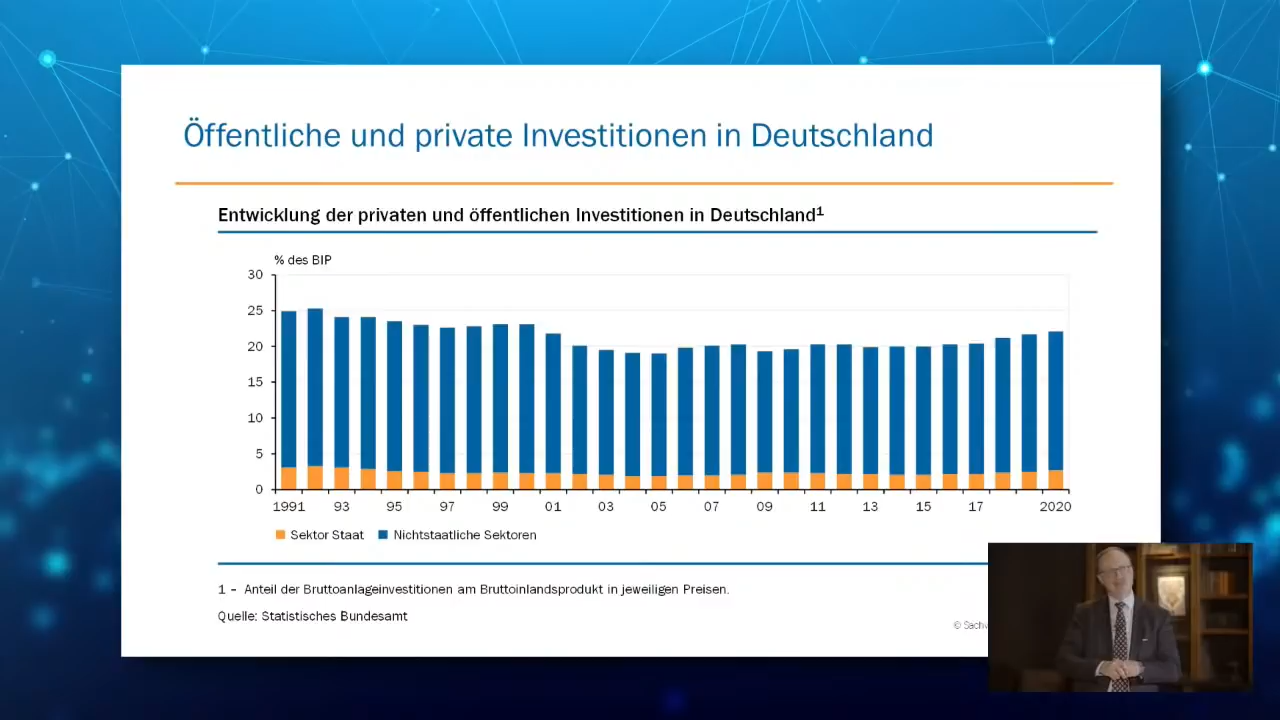 Öffentliche und private Investitionen in Deutschland
Entwicklung der privaten und öffentlichen Investitionen in Deutschland¹
% des BIP
30
25
20
15
10
5
0
1991 93 95 97 99 01 03 05 07 09 11 13 15 17 2020
Sektor Staat Nichtstaatliche Sektoren
1 – Anteil der Bruttoanlageinvestitionen am Bruttoinlandsprodukt in jeweiligen Preisen.
Quelle: Statistisches Bundesamt
©